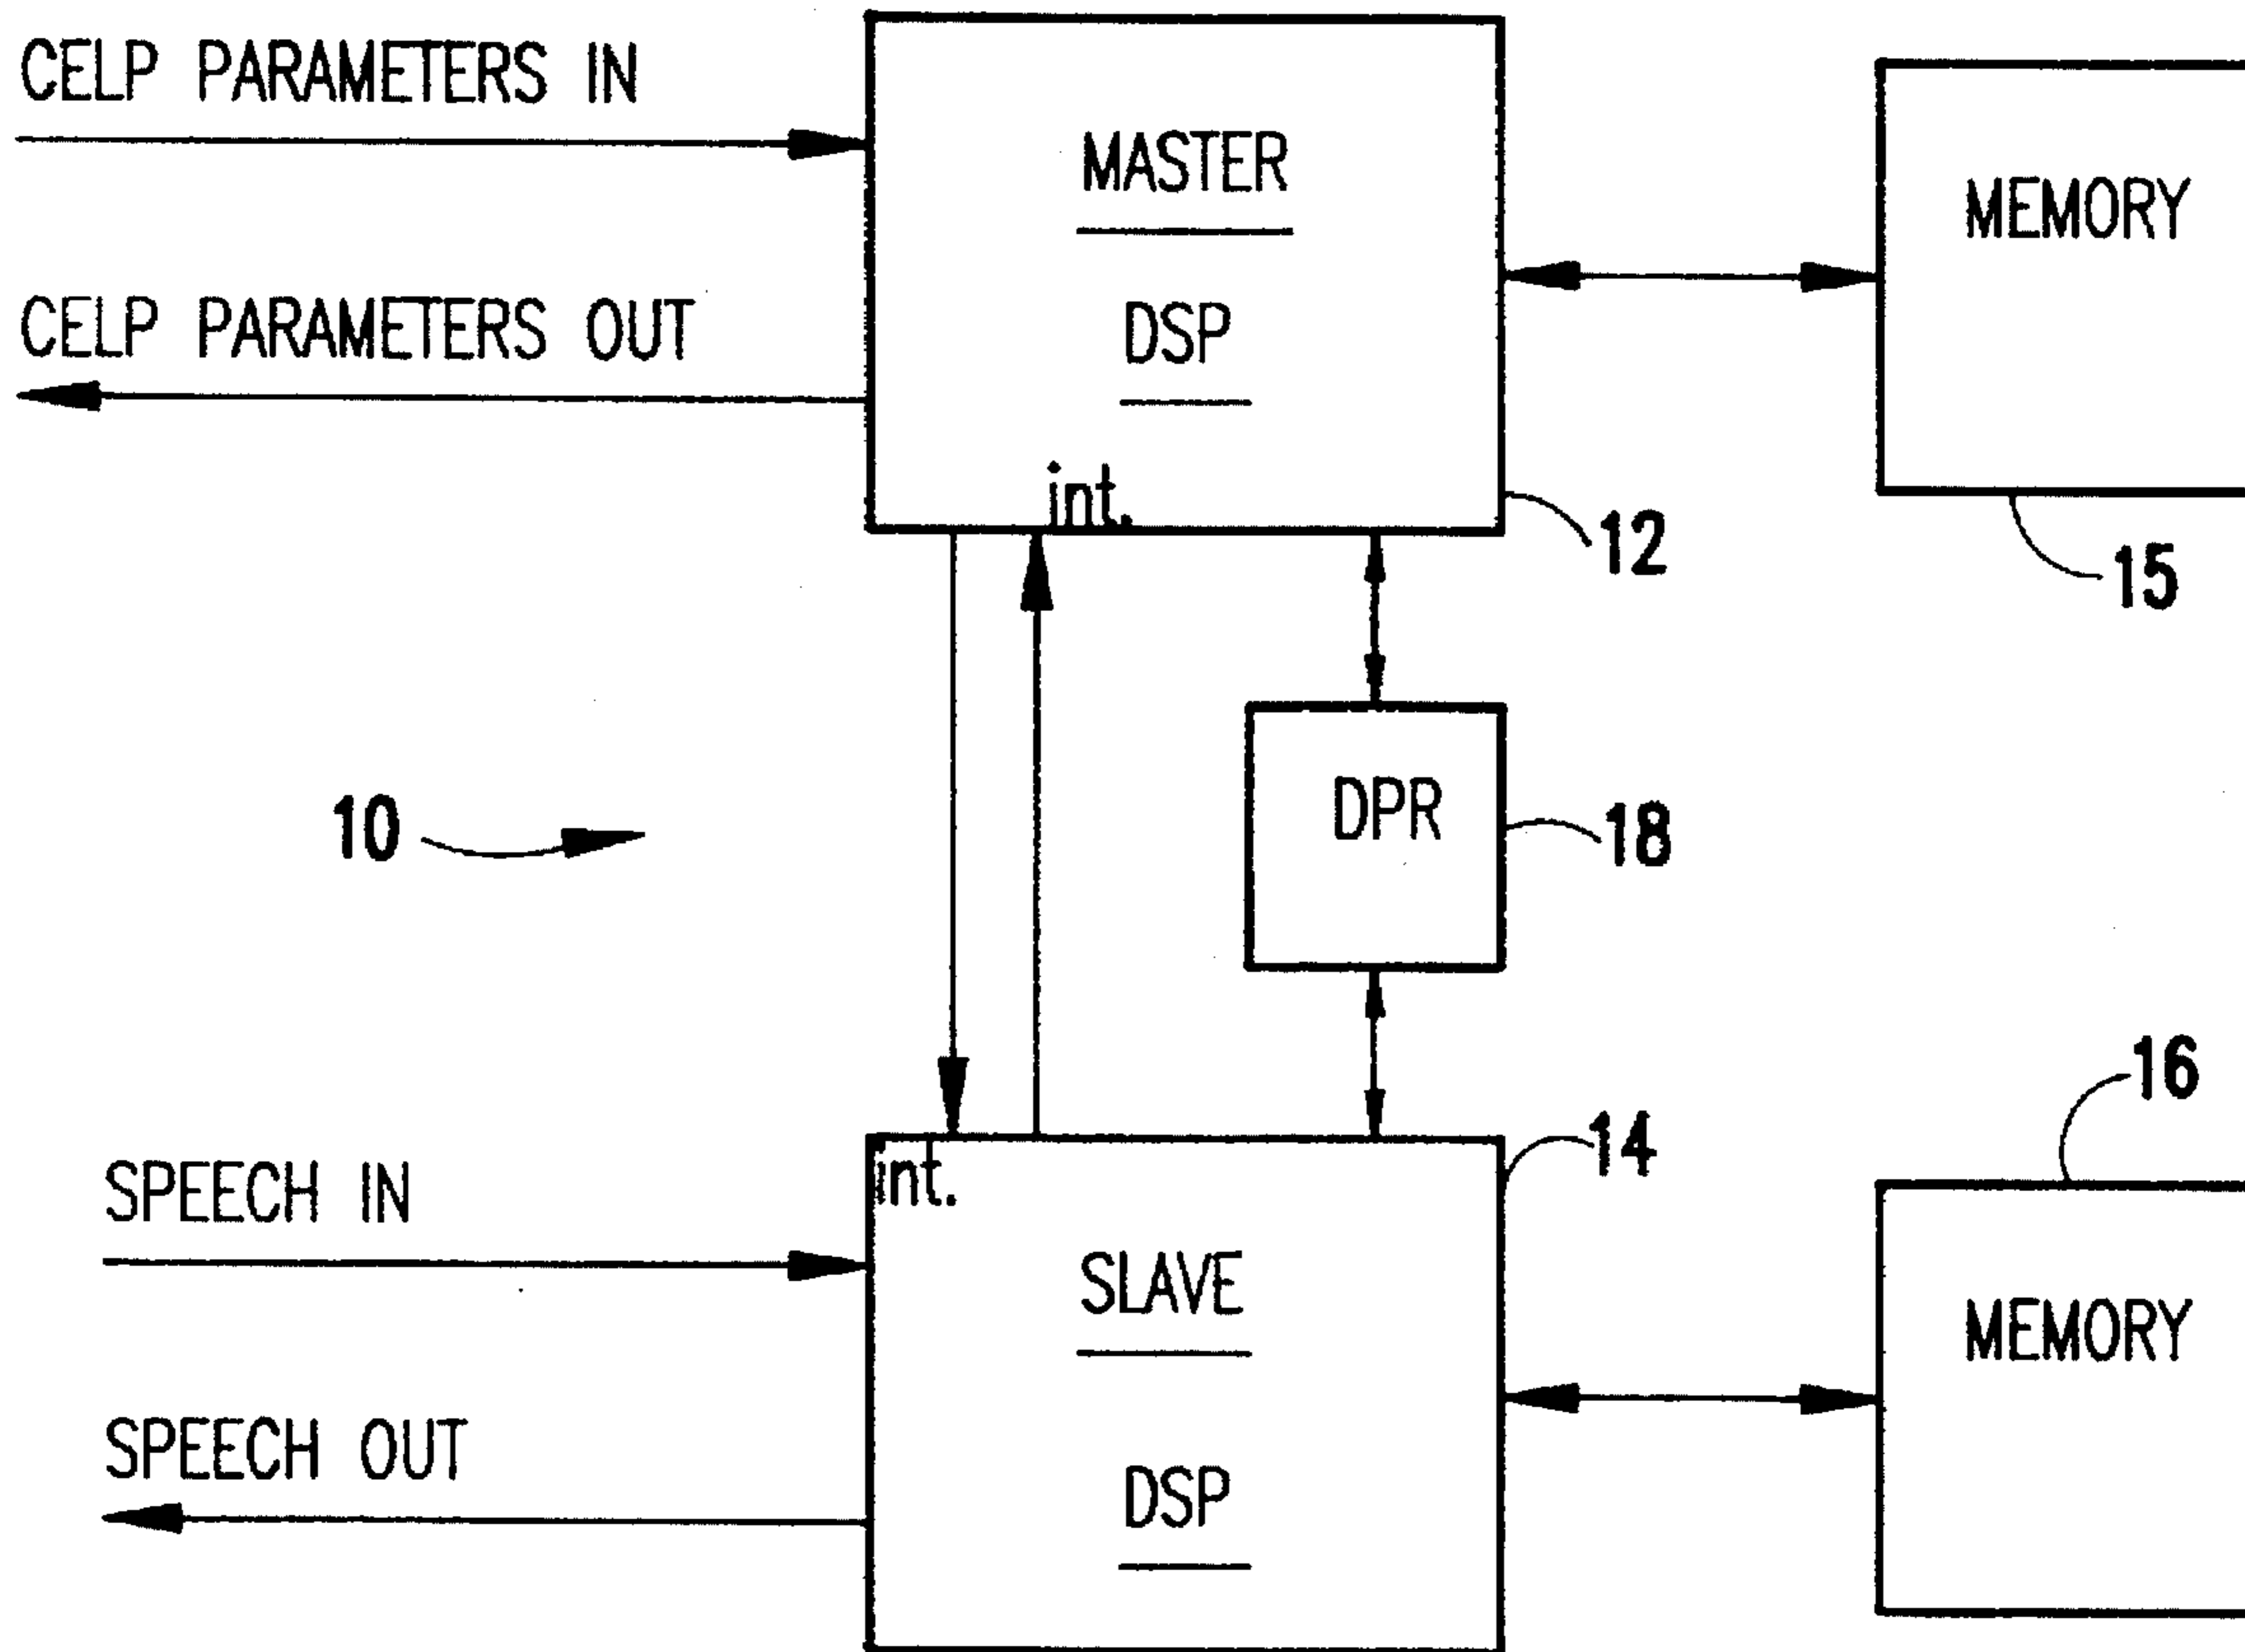 CELP PARAMETERS IN
MASTER
DSP
MEMORY
CELP PARAMETERS OUT
int.
12
15
DPR
18
10
16
14
int.
SPEECH IN
SLAVE
DSP
MEMORY
SPEECH OUT